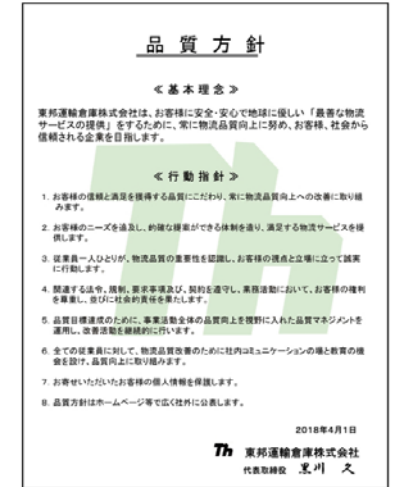 品質方針
≪基本理念≫
東邦運輸倉庫株式会社は、お客様に安全・安心で地球に優しい「最善な物流
サービスの提供」をするために、常に物流品質向上に努め、お客様、社会から
信頼される企業を目指します。
≪行動指針≫
1. お客様の信頼と満足を獲得する品質にこだわり、常に物流品質向上への改善に取り組
みます。
2. お客様のニーズを追及し、的確な提案ができる体制を造り、満足する物流サービスを提
供します。
3. 従業員一人ひとりが、物流品質の重要性を認識し、お客様の視点と立場に立って誠実
に行動します。
4. 関連する法令、規制、要求事項及び、契約を遵守し、業務活動において、お客様の権利
を尊重し、並びに社会的責任を果たします。
5. 品質目標達成のために、事業活動全体の品質向上を視野に入れた品質マネジメントを
運用し、改善活動を継続的に行います。
6. 全ての従業員に対して、物流品質改善のために社内コミュニケーションの場と教育の機
会を設け、品質向上に取り組みます。
7. お寄せいただいたお客様の個人情報を保護します。
8. 品質方針はホームページ等で広く社外に公表します。
2018年4月1日
Th 東邦運輸倉庫株式会社
代表取締役 黒川 久